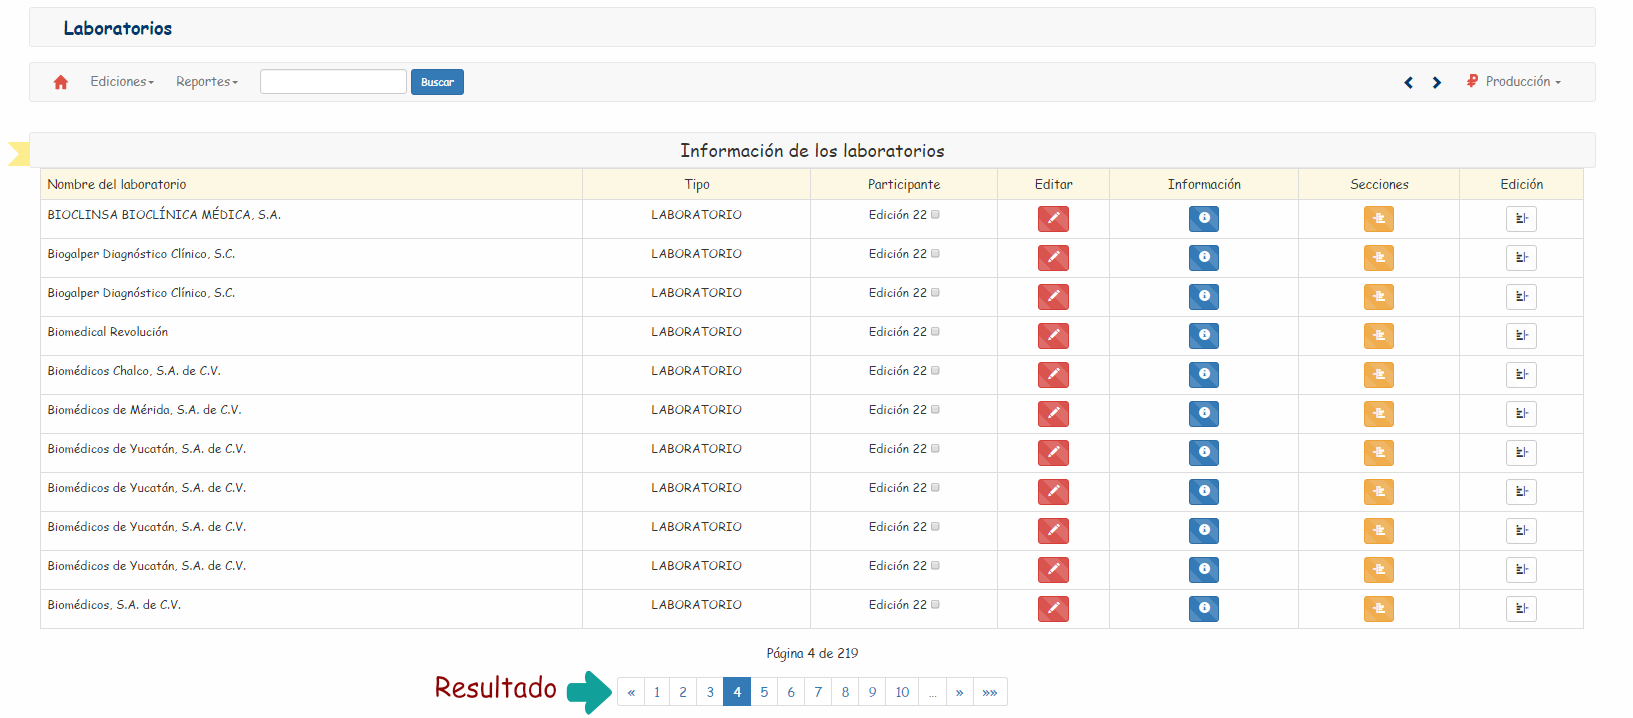 Laboratorios
Ediciones Reportes Buscar Producción
Información de los laboratorios
Nombre del laboratorio Tipo Participante Editar Información Secciones Edición
BIOCLINSA BIOCLÍNICA MÉDICA, S.A. LABORATORIO Edición 22
Biogalper Diagnóstico Clínico, S.C. LABORATORIO Edición 22
Biogalper Diagnóstico Clínico, S.C. LABORATORIO Edición 22
Biomedical Revolución LABORATORIO Edición 22
Biomédicos Chalco, S.A. de C.V. LABORATORIO Edición 22
Biomédicos de Mérida, S.A. de C.V. LABORATORIO Edición 22
Biomédicos de Yucatán, S.A. de C.V. LABORATORIO Edición 22
Biomédicos de Yucatán, S.A. de C.V. LABORATORIO Edición 22
Biomédicos de Yucatán, S.A. de C.V. LABORATORIO Edición 22
Biomédicos de Yucatán, S.A. de C.V. LABORATORIO Edición 22
Biomédicos, S.A. de C.V. LABORATORIO Edición 22
Página 4 de 219
Resultado « 1 2 3 4 5 6 7 8 9 10 ... » »»